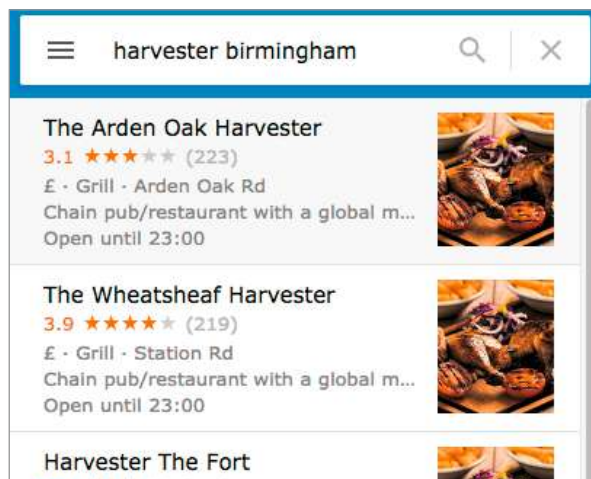 harvester birmingham
The Arden Oak Harvester
3.1 ★★★★★ (223)
£ · Grill · Arden Oak Rd
Chain pub/restaurant with a global m...
Open until 23:00
The Wheatsheaf Harvester
3.9 ★★★★★ (219)
£ · Grill · Station Rd
Chain pub/restaurant with a global m...
Open until 23:00
Harvester The Fort